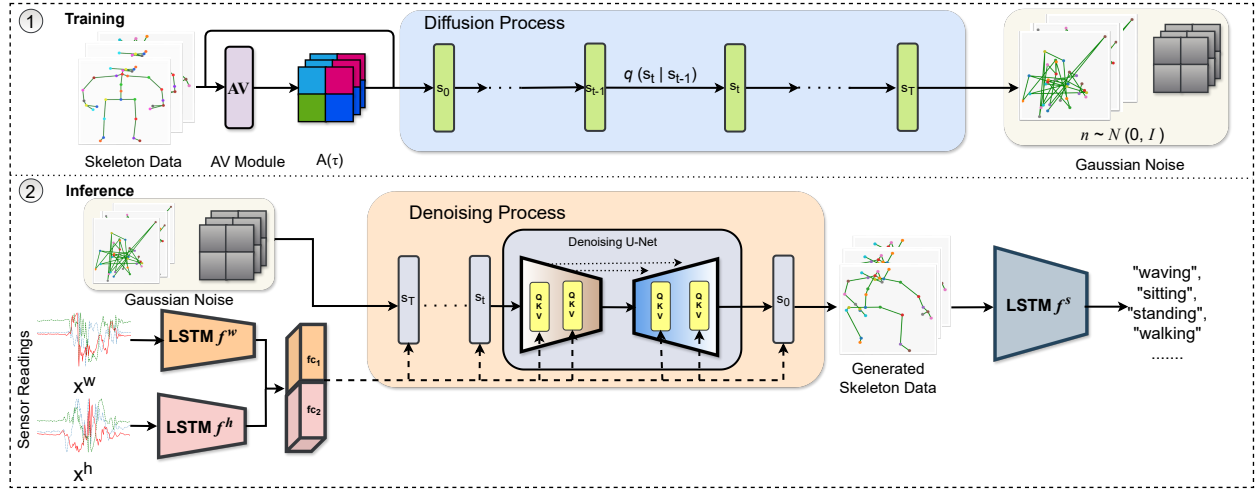 1 Training
Diffusion Process
AV
s0
st-1
q (st | st-1)
st
sT
n ~ N (0, I)
Skeleton Data
AV Module
A(τ)
Gaussian Noise
2 Inference
Denoising Process
Denoising U-Net
Gaussian Noise
sT
st
Q
K
V
Q
K
V
Q
K
V
Q
K
V
s0
Generated
Skeleton Data
LSTM f^s
"waving",
"sitting",
"standing",
"walking"
.......
Sensor Readings
LSTM f^w
x^w
LSTM f^h
x^h
fc1
fc2